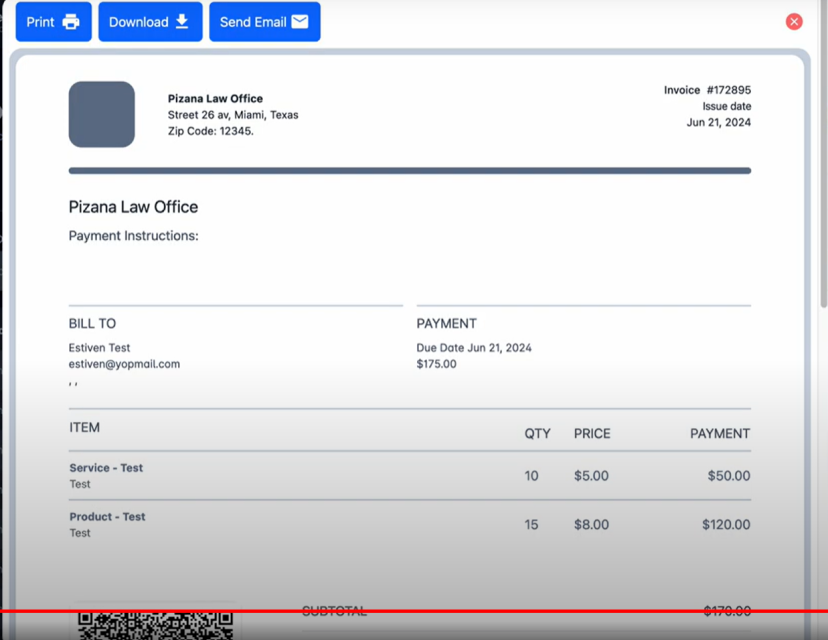 Print
Download
Send Email
Pizana Law Office
Street 26 av, Miami, Texas
Zip Code: 12345.
Invoice #172895
Issue date
Jun 21, 2024
Pizana Law Office
Payment Instructions:
BILL TO
Estiven Test
estiven@yopmail.com
, ,
PAYMENT
Due Date Jun 21, 2024
$175.00
ITEM QTY PRICE PAYMENT
Service - Test
Test
10 $5.00 $50.00
Product - Test
Test
15 $8.00 $120.00
SUBTOTAL $170.00